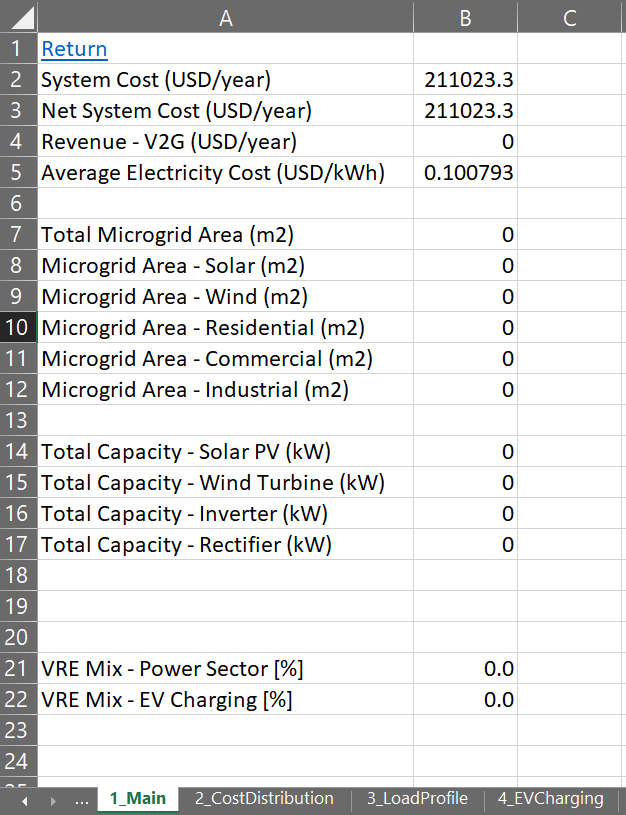 A B C
1 Return
2 System Cost (USD/year) 211023.3
3 Net System Cost (USD/year) 211023.3
4 Revenue - V2G (USD/year) 0
5 Average Electricity Cost (USD/kWh) 0.100793
6
7 Total Microgrid Area (m2) 0
8 Microgrid Area - Solar (m2) 0
9 Microgrid Area - Wind (m2) 0
10 Microgrid Area - Residential (m2) 0
11 Microgrid Area - Commercial (m2) 0
12 Microgrid Area - Industrial (m2) 0
13
14 Total Capacity - Solar PV (kW) 0
15 Total Capacity - Wind Turbine (kW) 0
16 Total Capacity - Inverter (kW) 0
17 Total Capacity - Rectifier (kW) 0
18
19
20
21 VRE Mix - Power Sector [%] 0.0
22 VRE Mix - EV Charging [%] 0.0
23
24
... 1_Main 2_CostDistribution 3_LoadProfile 4_EVCharging